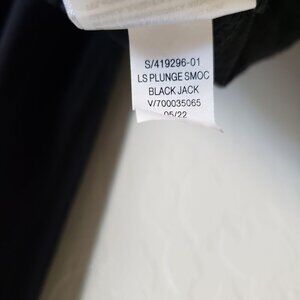 S/419296-01
LS PLUNGE SMOC
BLACK JACK
V/700035065
05/22